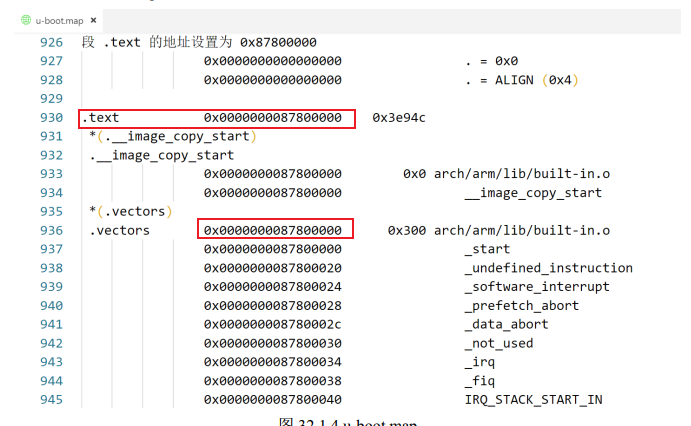 u-boot.map ×
926 段 .text 的地址设置为 0x87800000
927 0x0000000000000000 . = 0x0
928 0x0000000000000000 . = ALIGN (0x4)
929
930 .text 0x0000000087800000 0x3e94c
931 *(.__image_copy_start)
932 .__image_copy_start
933 0x0000000087800000 0x0 arch/arm/lib/built-in.o
934 0x0000000087800000 __image_copy_start
935 *(.vectors)
936 .vectors 0x0000000087800000 0x300 arch/arm/lib/built-in.o
937 0x0000000087800000 _start
938 0x0000000087800020 _undefined_instruction
939 0x0000000087800024 _software_interrupt
940 0x0000000087800028 _prefetch_abort
941 0x000000008780002c _data_abort
942 0x0000000087800030 _not_used
943 0x0000000087800034 _irq
944 0x0000000087800038 _fiq
945 0x0000000087800040 IRQ_STACK_START_IN
图 32.1.4 u-boot.map